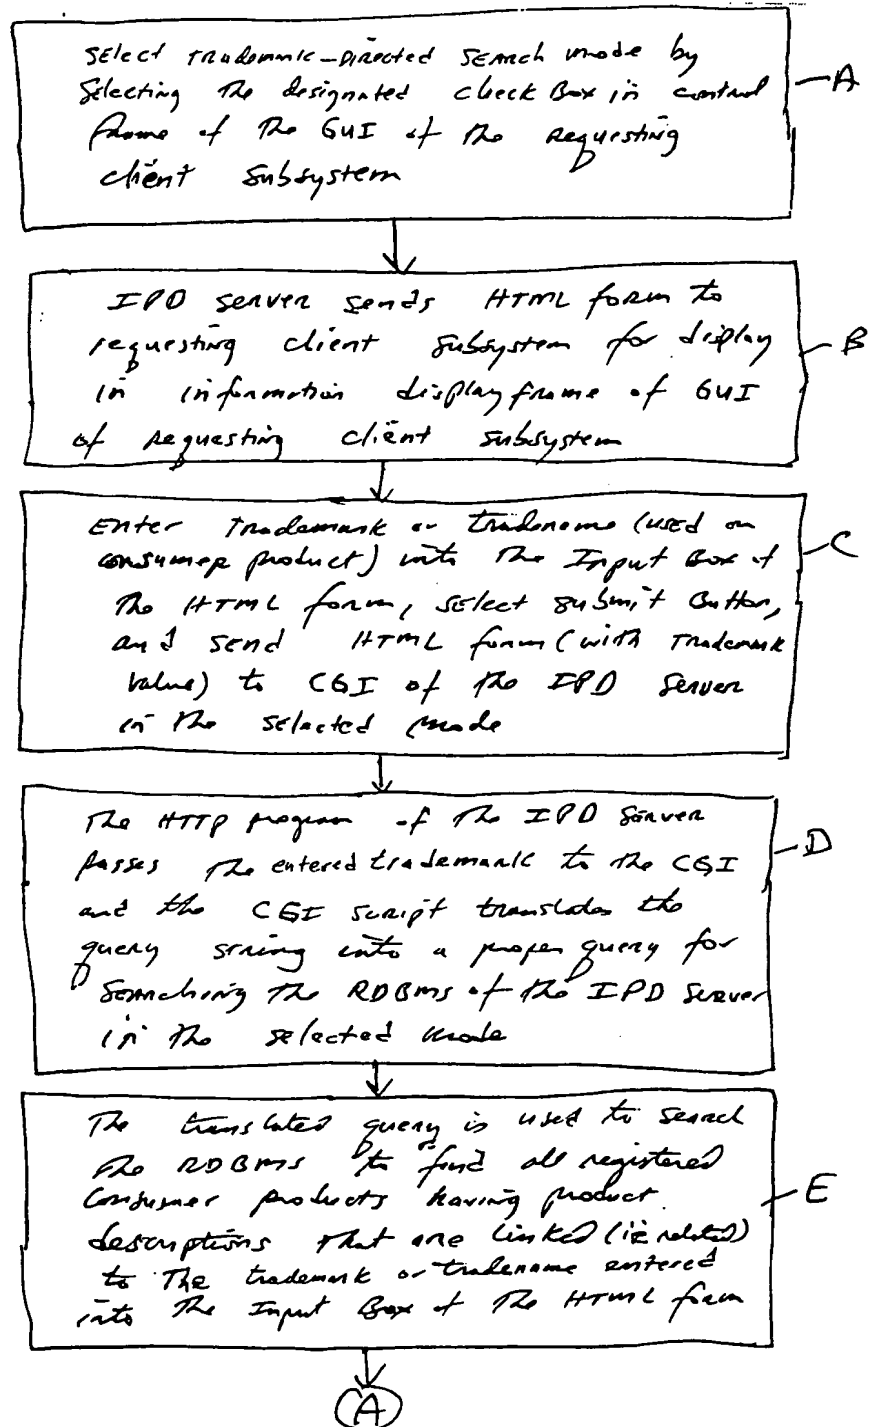 Select Trademark-Directed Search mode by
Selecting the designated check Box in control
frame of the GUI of the requesting
client subsystem
A
IPD server sends HTML form to
requesting client subsystem for display
in information display frame of GUI
of requesting client subsystem
B
Enter Trademark or tradename (used on
consumer product) into the Input Box of
the HTML form, select submit Button,
and send HTML form (with Trademark
value) to CGI of the IPD Server
in the selected mode
C
The HTTP program of the IPD Server
passes the entered trademark to the CGI
and the CGI script translates the
query string into a proper query for
searching the RDBMS of the IPD Server
in the selected mode
D
The translated query is used to search
the RDBMS to find all registered
Consumer products having product
descriptions that are linked (ie related)
to the trademark or tradename entered
into the Input Box of the HTML form
E
A